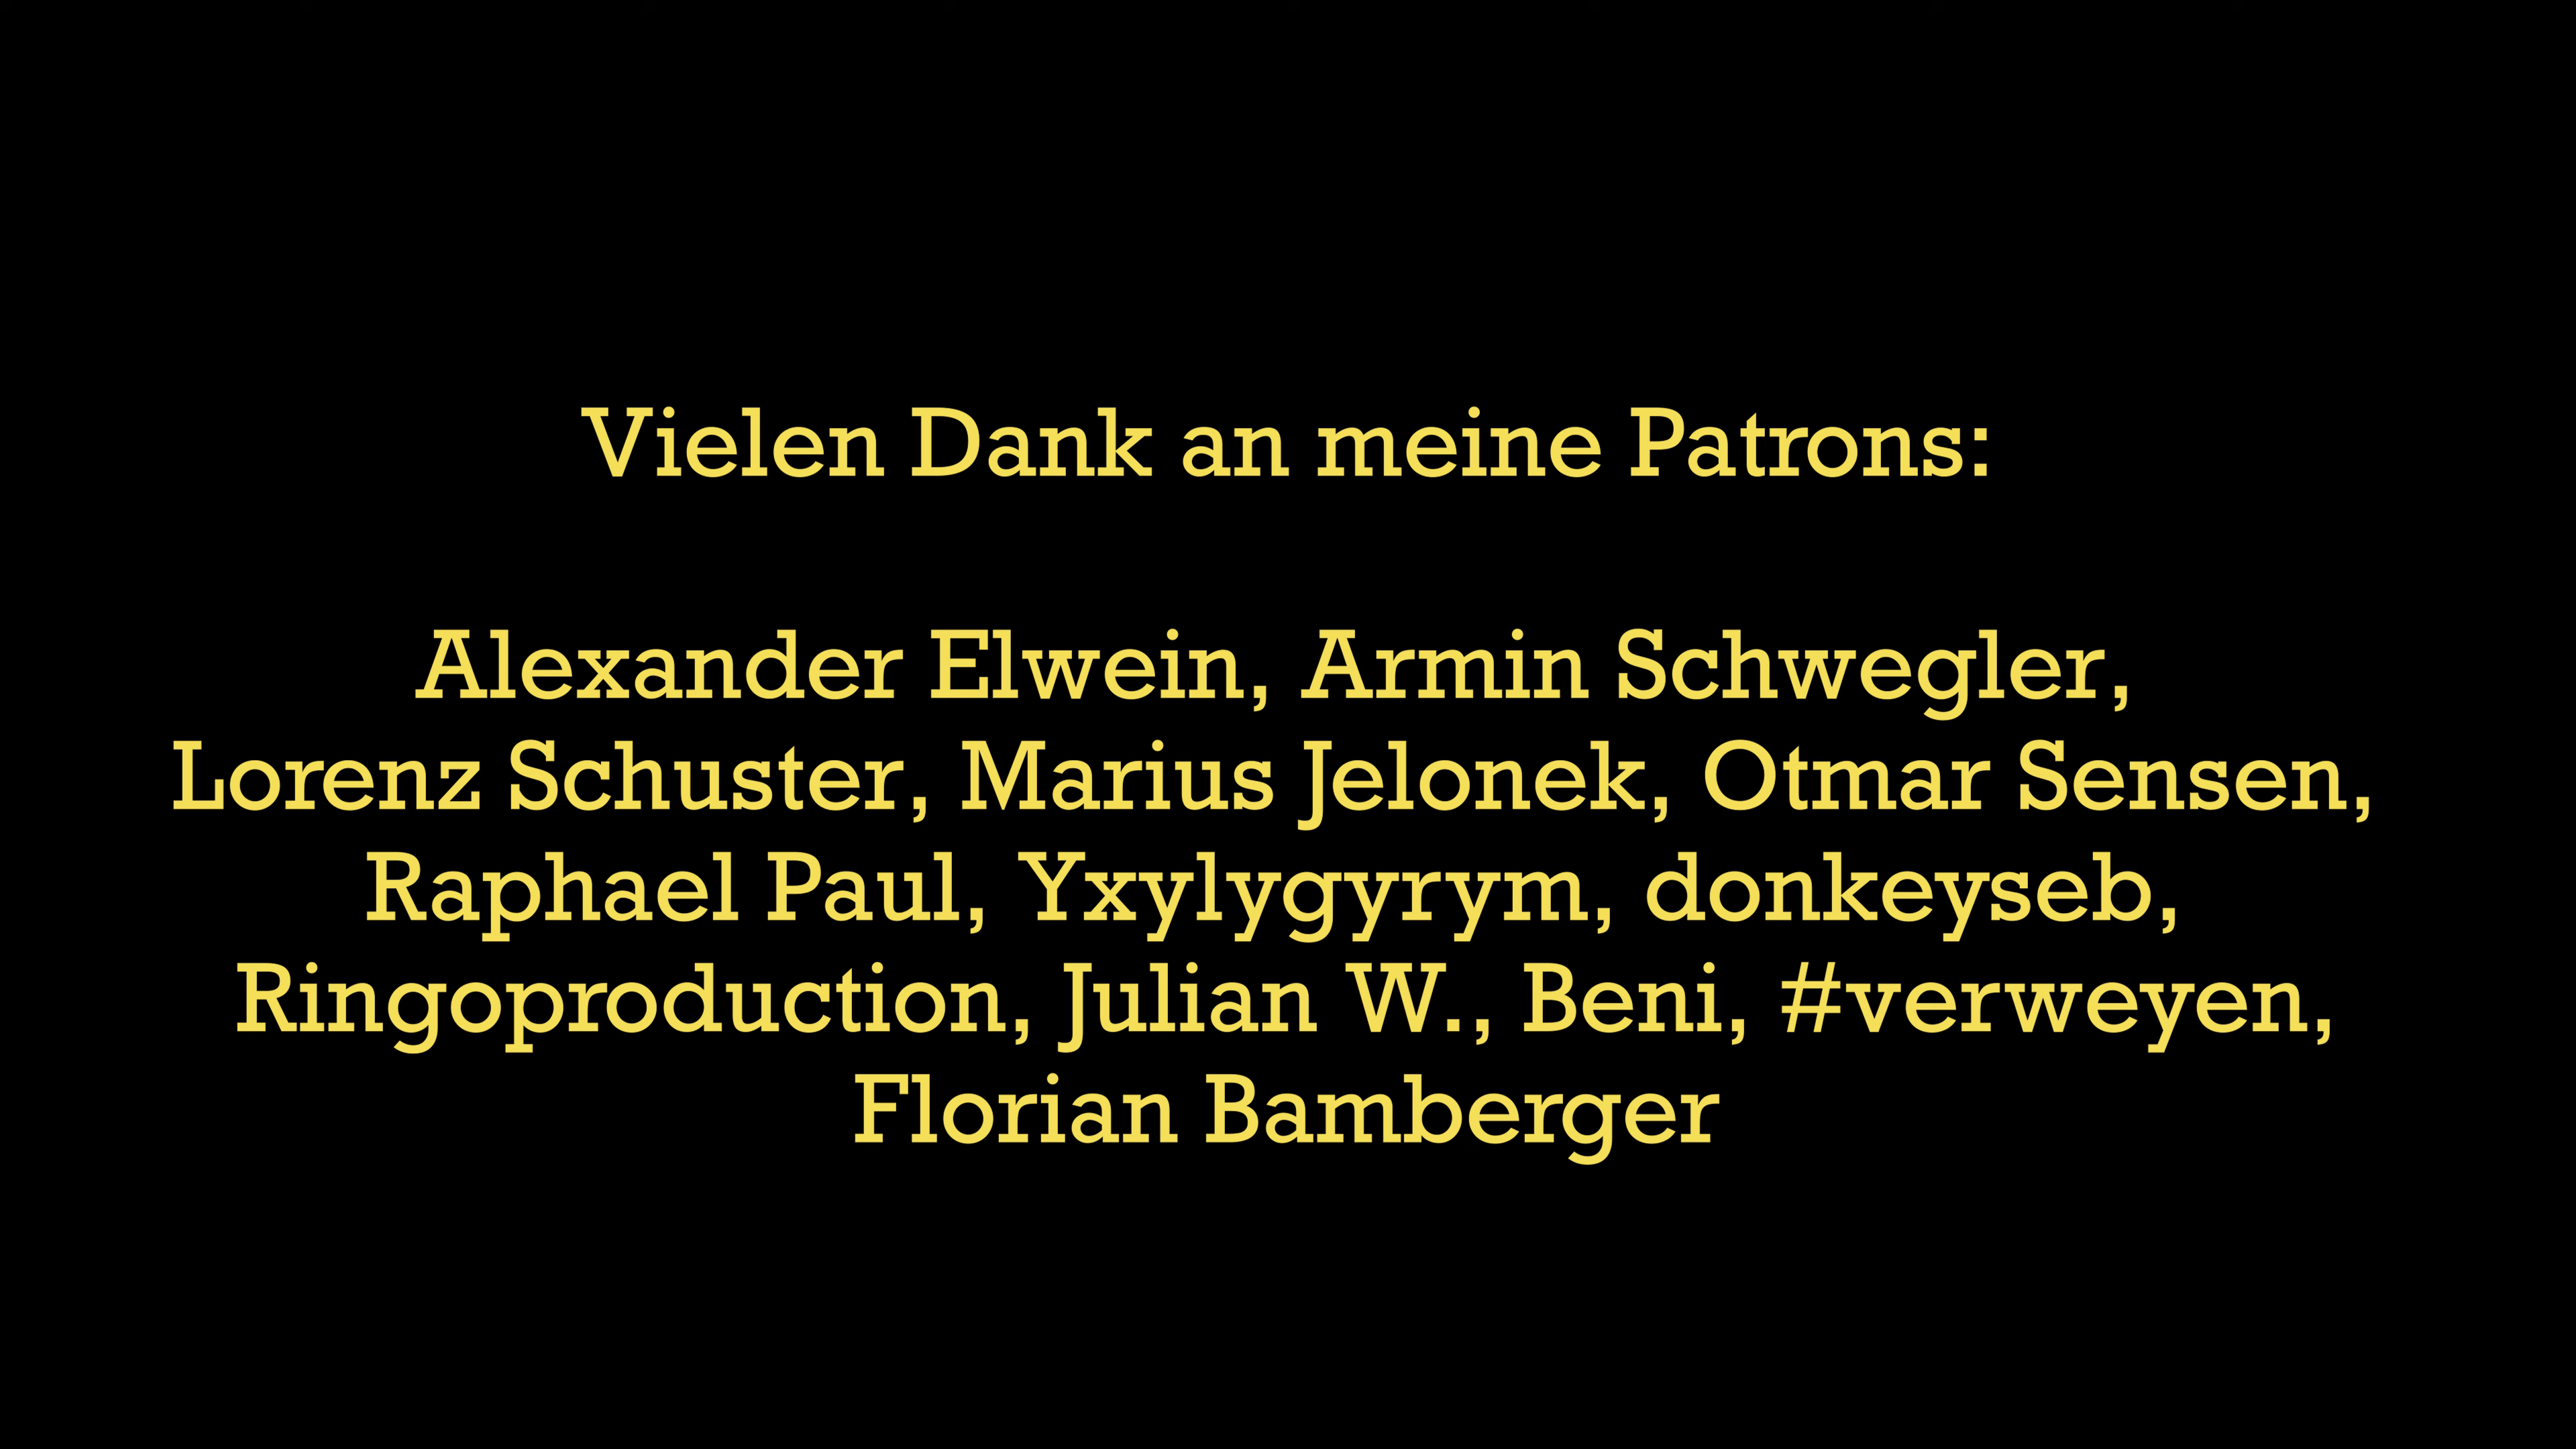 Vielen Dank an meine Patrons:
Alexander Elwein, Armin Schwegler,
Lorenz Schuster, Marius Jelonek, Otmar Sensen,
Raphael Paul, Yxylygyrym, donkeyseb,
Ringoproduction, Julian W., Beni, #verweyen,
Florian Bamberger